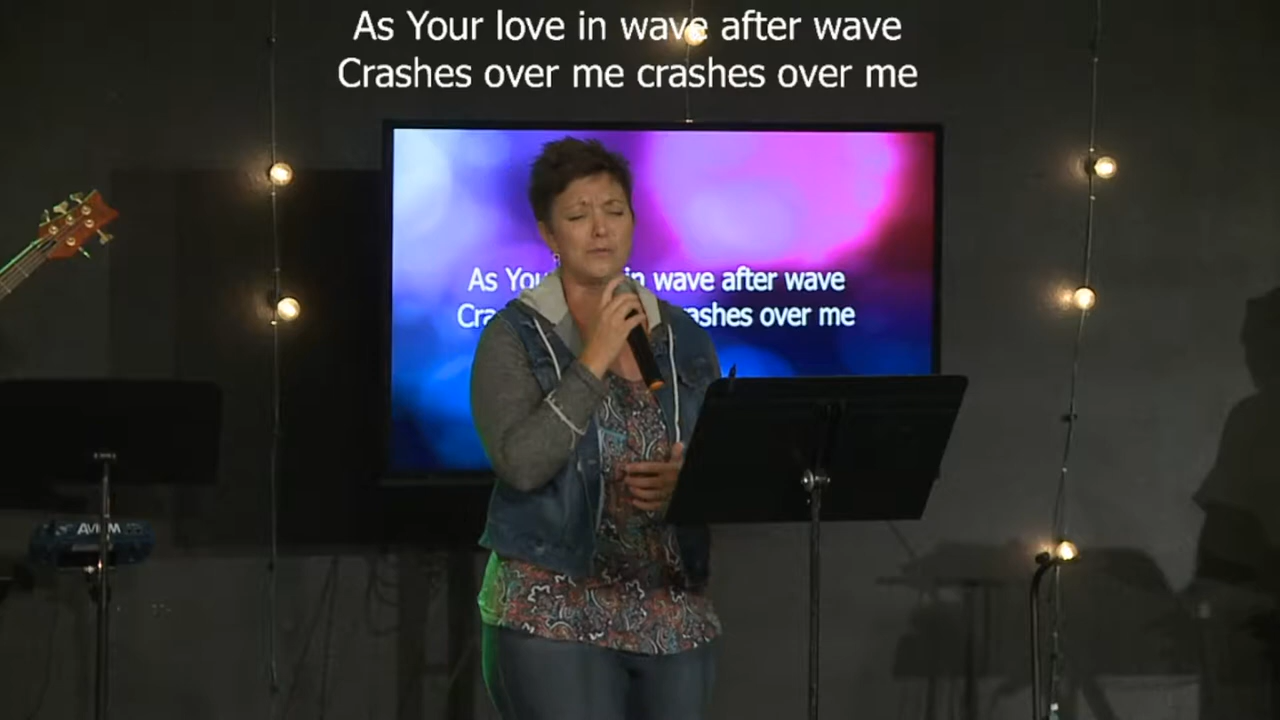 As Your love in wave after wave
Crashes over me crashes over me
As You in wave after wave
Cra ashes over me
AVIOM